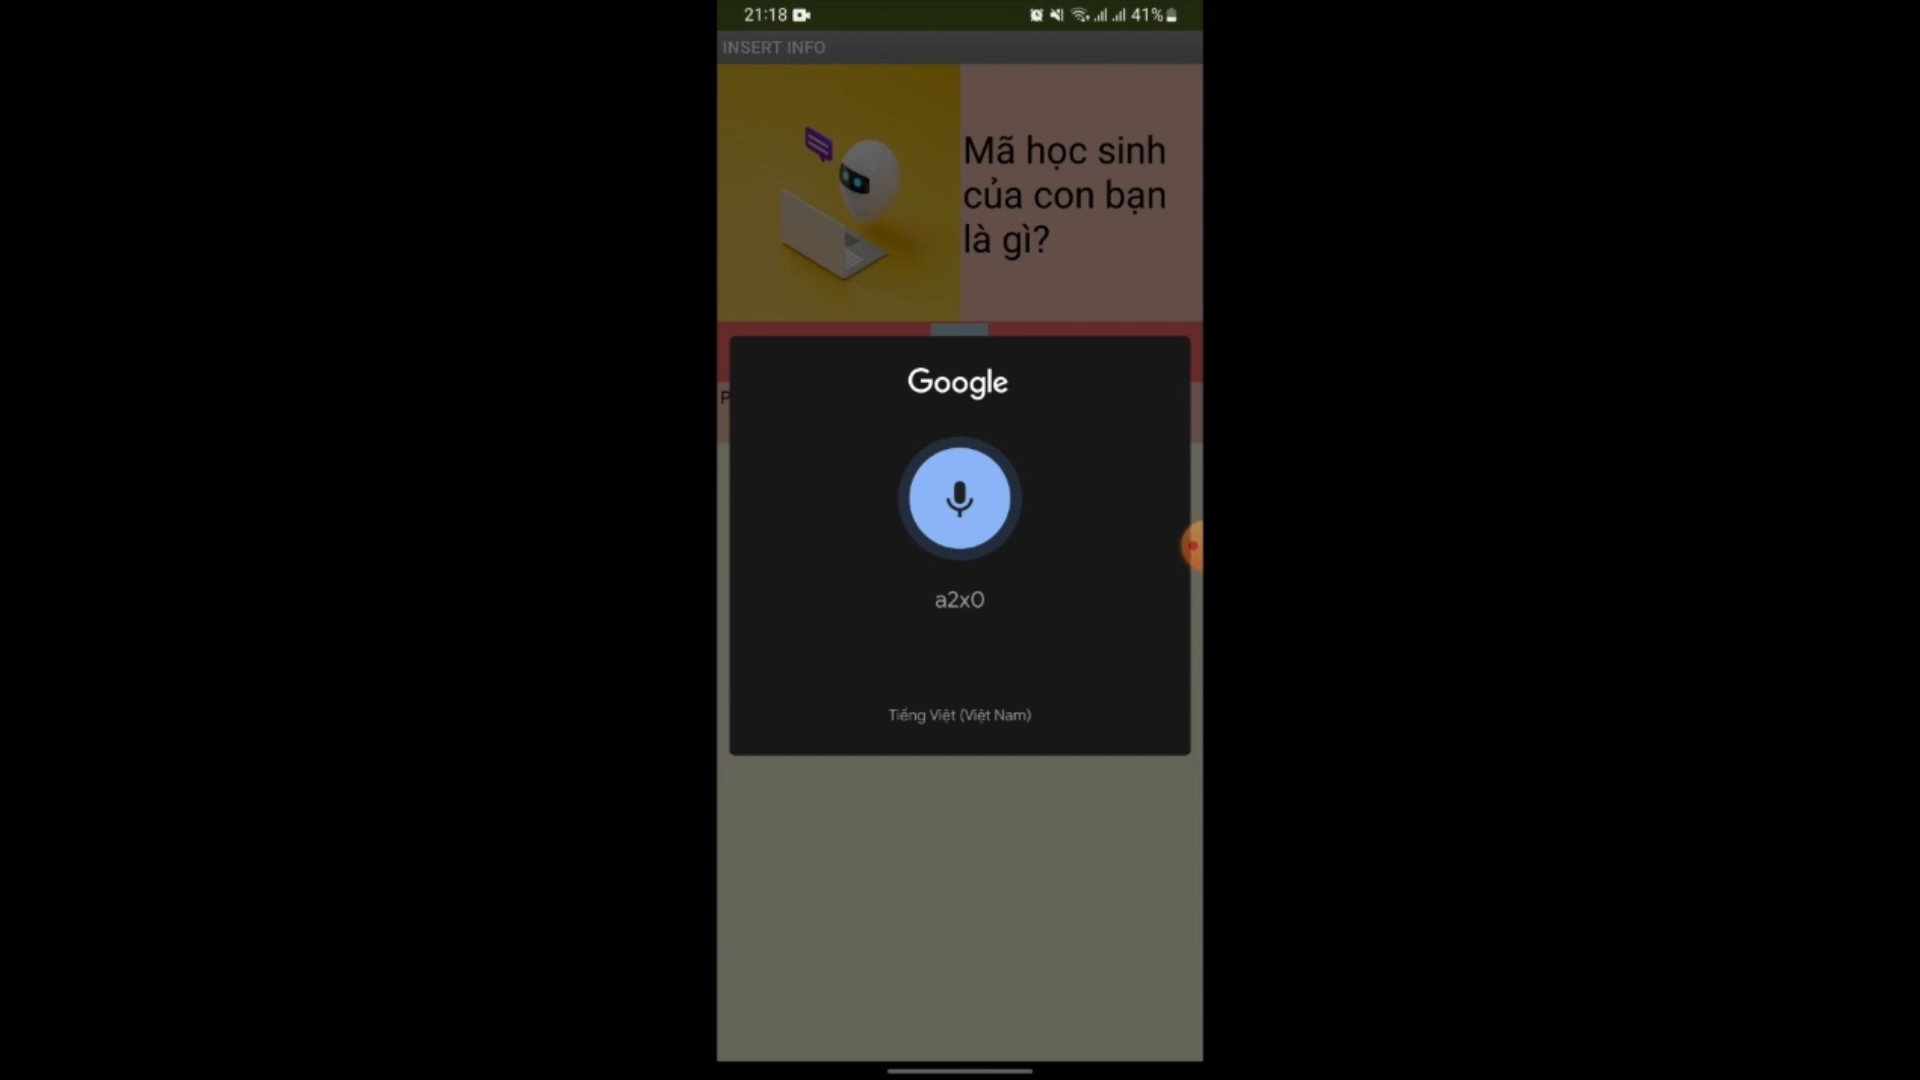 21:18
41%
INSERT INFO
Mã học sinh
của con bạn
là gì?
P
Google
a2x0
Tiếng Việt (Việt Nam)